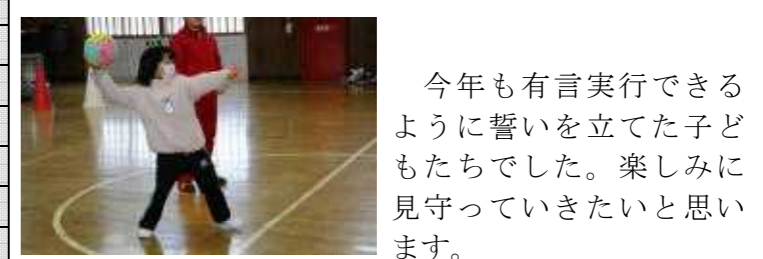 今年も有言実行できる
ように誓いを立てた子ど
もたちでした。楽しみに
見守っていきたいと思い
ます。